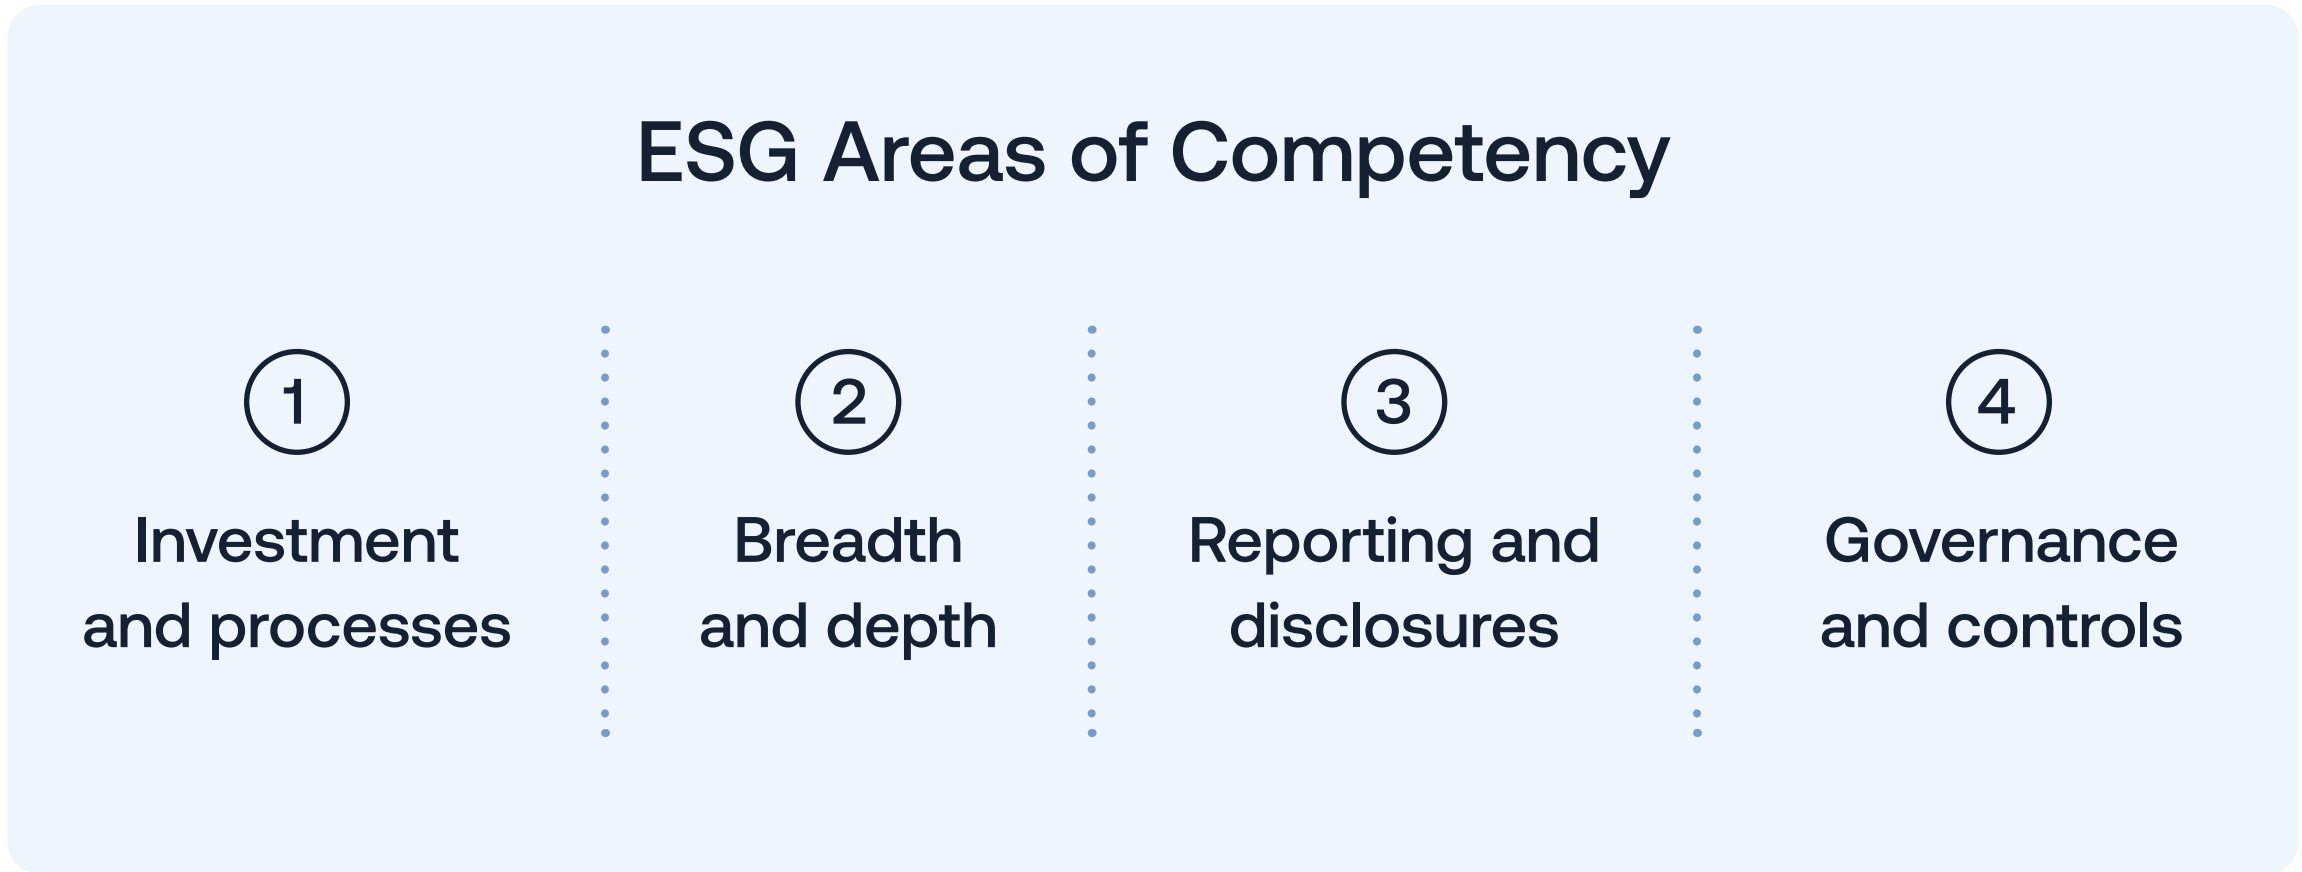 ESG Areas of Competency
1
Investment
and processes
2
Breadth
and depth
3
Reporting and
disclosures
4
Governance
and controls